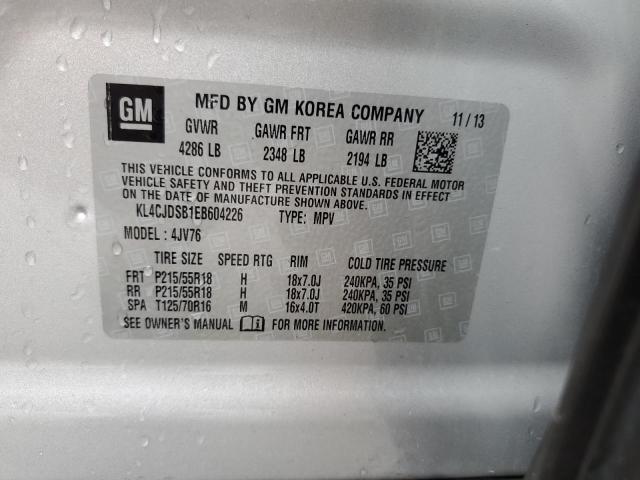 GM MFD BY GM KOREA COMPANY 11/13
GVWR GAWR FRT GAWR RR
4286 LB 2348 LB 2194 LB
THIS VEHICLE CONFORMS TO ALL APPLICABLE U.S. FEDERAL MOTOR
VEHICLE SAFETY AND THEFT PREVENTION STANDARDS IN EFFECT
ON THE DATE OF MANUFACTURE SHOWN ABOVE.
KL4CJDSB1EB604226 TYPE: MPV
MODEL: 4JV76
TIRE SIZE SPEED RTG RIM COLD TIRE PRESSURE
FRT P215/55R18 H 18x7.0J 240KPA, 35 PSI
RR P215/55R18 H 18x7.0J 240KPA, 35 PSI
SPA T125/70R16 M 16x4.0T 420KPA, 60 PSI
SEE OWNER'S MANUAL i FOR MORE INFORMATION.